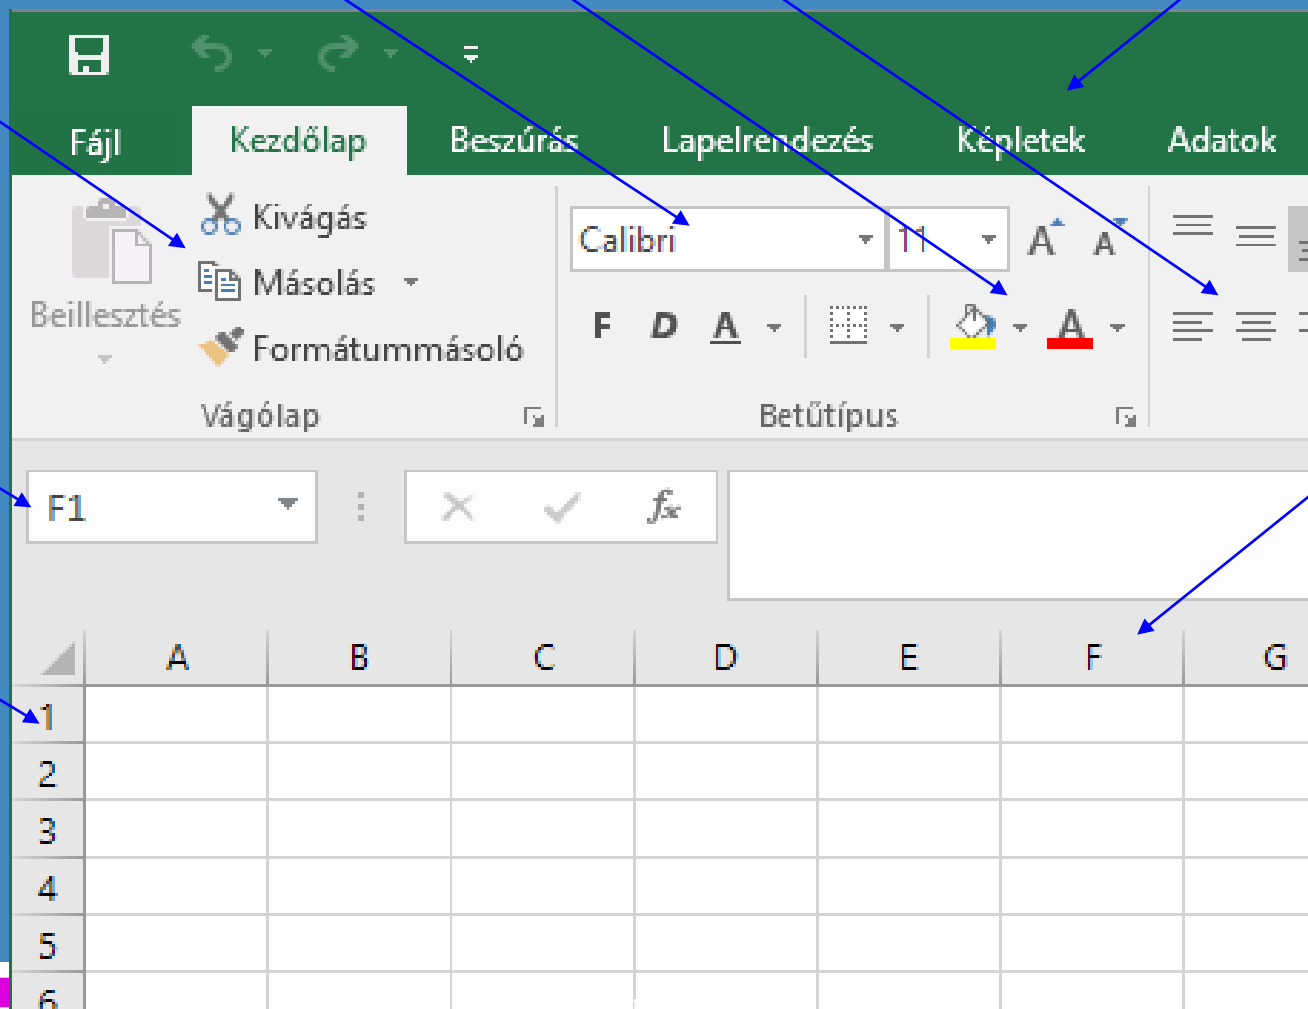 Fájl Kezdőlap Beszúrás Lapelrendezés Képletek Adatok
Kivágás
Másolás
Formátummásoló
Beillesztés
Vágólap
Calibri 11 A A
F D A A
Betűtípus
F1 fx
A B C D E F G
1
2
3
4
5
6